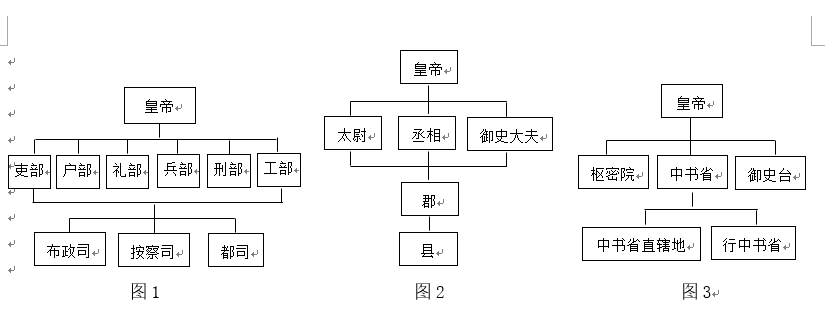 皇帝
吏部 户部 礼部 兵部 刑部 工部
布政司 按察司 都司
图1
皇帝
太尉 丞相 御史大夫
郡
县
图2
皇帝
枢密院 中书省 御史台
中书省直辖地 行中书省
图3